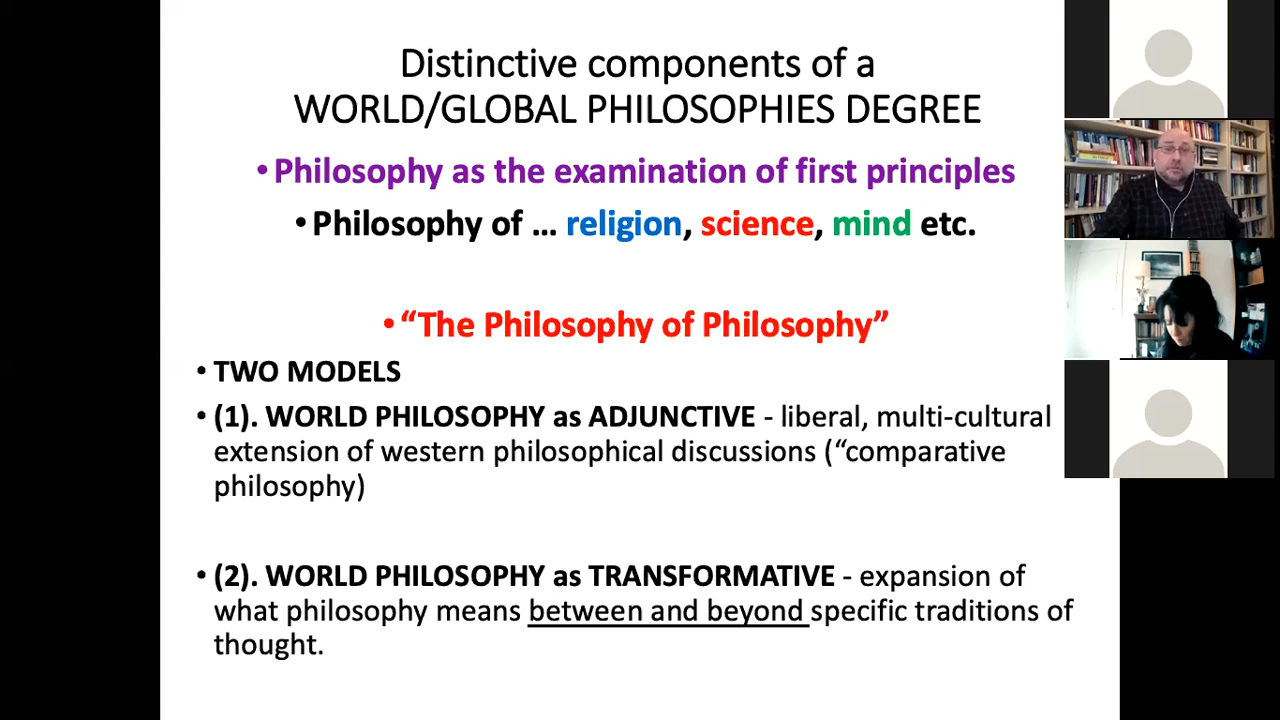 Distinctive components of a
WORLD/GLOBAL PHILOSOPHIES DEGREE
•Philosophy as the examination of first principles
•Philosophy of ... religion, science, mind etc.
•“The Philosophy of Philosophy”
• TWO MODELS
• (1). WORLD PHILOSOPHY as ADJUNCTIVE - liberal, multi-cultural
extension of western philosophical discussions (“comparative
philosophy)
• (2). WORLD PHILOSOPHY as TRANSFORMATIVE - expansion of
what philosophy means between and beyond specific traditions of
thought.